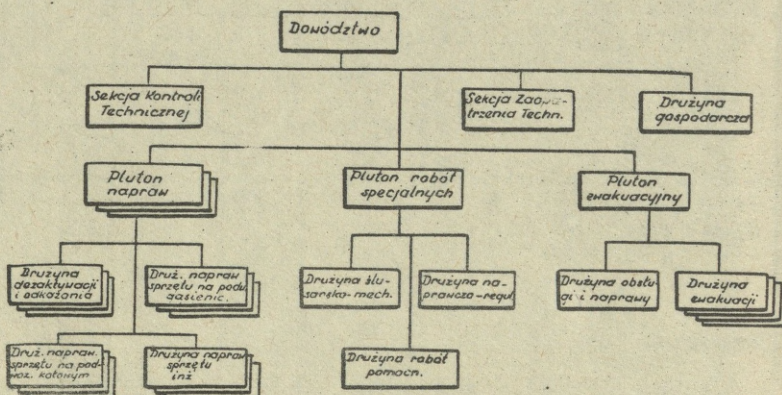 Dowództwo
Sekcja Kontroli
Technicznej
Sekcja Zaopa-
trzenia Techn.
Drużyna
gospodarcza
Pluton
napraw
Pluton robót
specjalnych
Pluton
ewakuacyjny
Drużyna
dezaktywacji
i odkażania
Druż. napraw
sprzętu na podw.
gąsienic.
Drużyna ślu-
sarsko-mech.
Drużyna na-
prawczo-regul.
Drużyna obsłu-
gi i naprawy
Drużyna
ewakuacji
Druż. napraw.
sprzętu na pod-
woz. kołowym
Drużyna napraw
sprzętu
inż
Drużyna robót
pomocn.